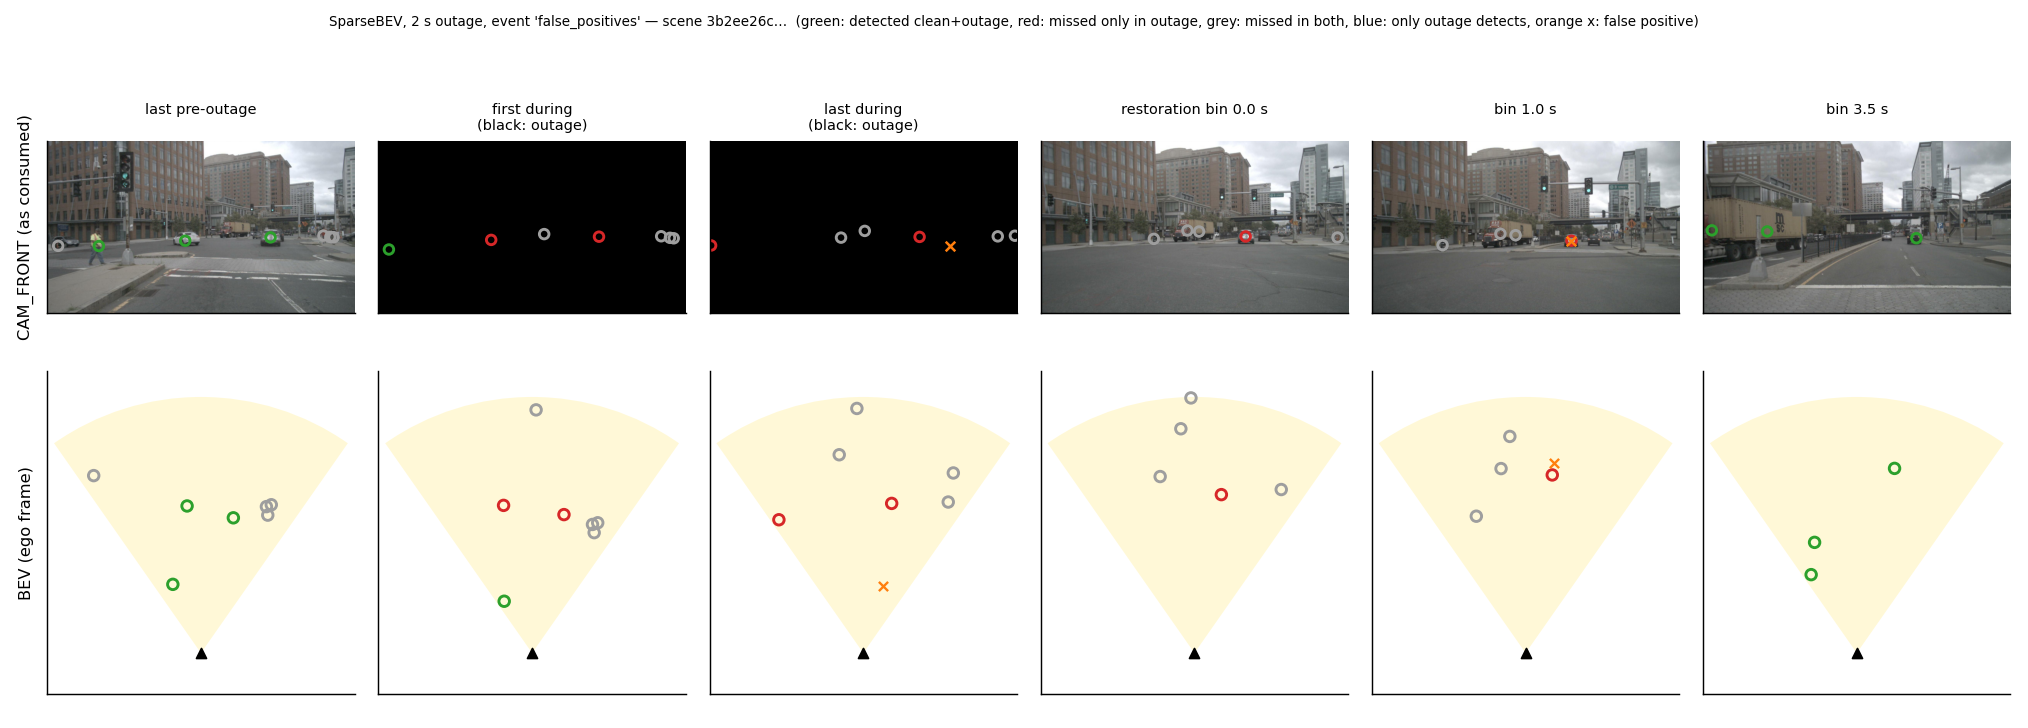 SparseBEV, 2 s outage, event 'false_positives' — scene 3b2ee26c... (green: detected clean+outage, red: missed only in outage, grey: missed in both, blue: only outage detects, orange x: false positive)
last pre-outage
first during
(black: outage)
last during
(black: outage)
restoration bin 0.0 s
bin 1.0 s
bin 3.5 s
CAM_FRONT (as consumed)
BEV (ego frame)